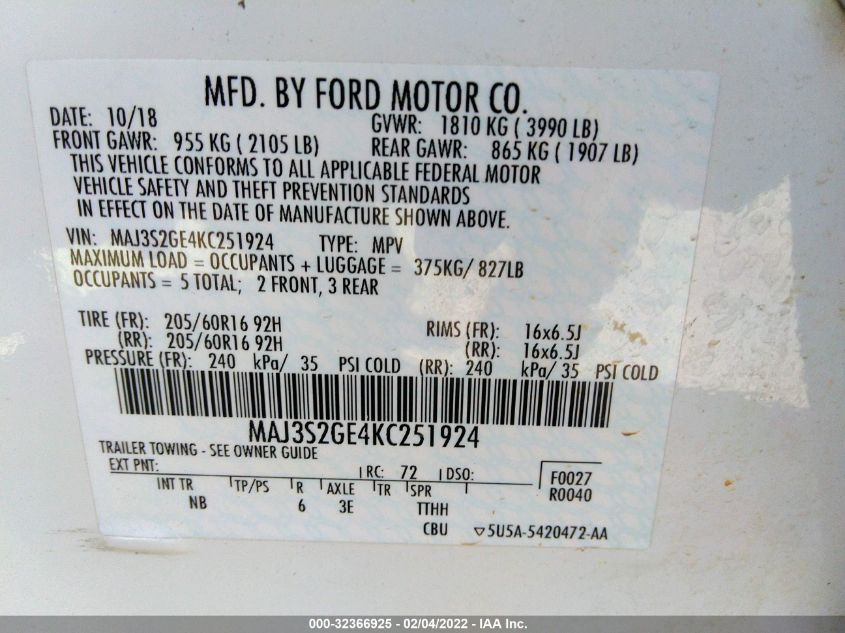 MFD. BY FORD MOTOR CO.
DATE: 10/18 GVWR: 1810 KG ( 3990 LB)
FRONT GAWR: 955 KG ( 2105 LB) REAR GAWR: 865 KG ( 1907 LB)
THIS VEHICLE CONFORMS TO ALL APPLICABLE FEDERAL MOTOR
VEHICLE SAFETY AND THEFT PREVENTION STANDARDS
IN EFFECT ON THE DATE OF MANUFACTURE SHOWN ABOVE.
VIN: MAJ3S2GE4KC251924 TYPE: MPV
MAXIMUM LOAD = OCCUPANTS + LUGGAGE = 375KG/ 827LB
OCCUPANTS = 5 TOTAL; 2 FRONT, 3 REAR
TIRE (FR): 205/60R16 92H RIMS (FR): 16x6.5J
(RR): 205/60R16 92H (RR): 16x6.5J
PRESSURE (FR): 240 kPa/ 35 PSI COLD (RR): 240 kPa/ 35 PSI COLD
MAJ3S2GE4KC251924
TRAILER TOWING - SEE OWNER GUIDE
EXT PNT: RC: 72 DSO: F0027
R0040
INT TR TP/PS R AXLE TR SPR
NB 6 3E TTHH
CBU ▽5U5A-5420472-AA
000-32366925 - 02/04/2022 - IAA Inc.